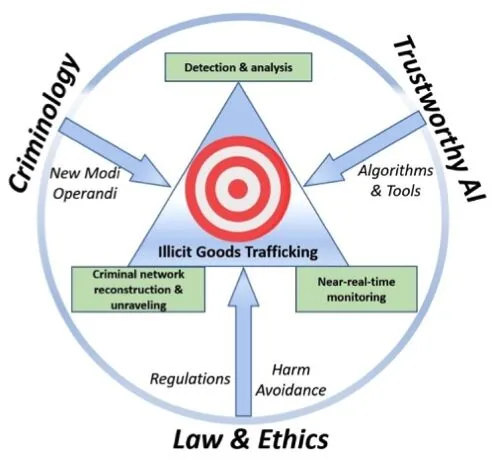 Detection & analysis
Criminology
Trustworthy AI
New Modi
Operandi
Algorithms
& Tools
Illicit Goods Trafficking
Criminal network
reconstruction &
unraveling
Near-real-time
monitoring
Regulations
Harm
Avoidance
Law & Ethics